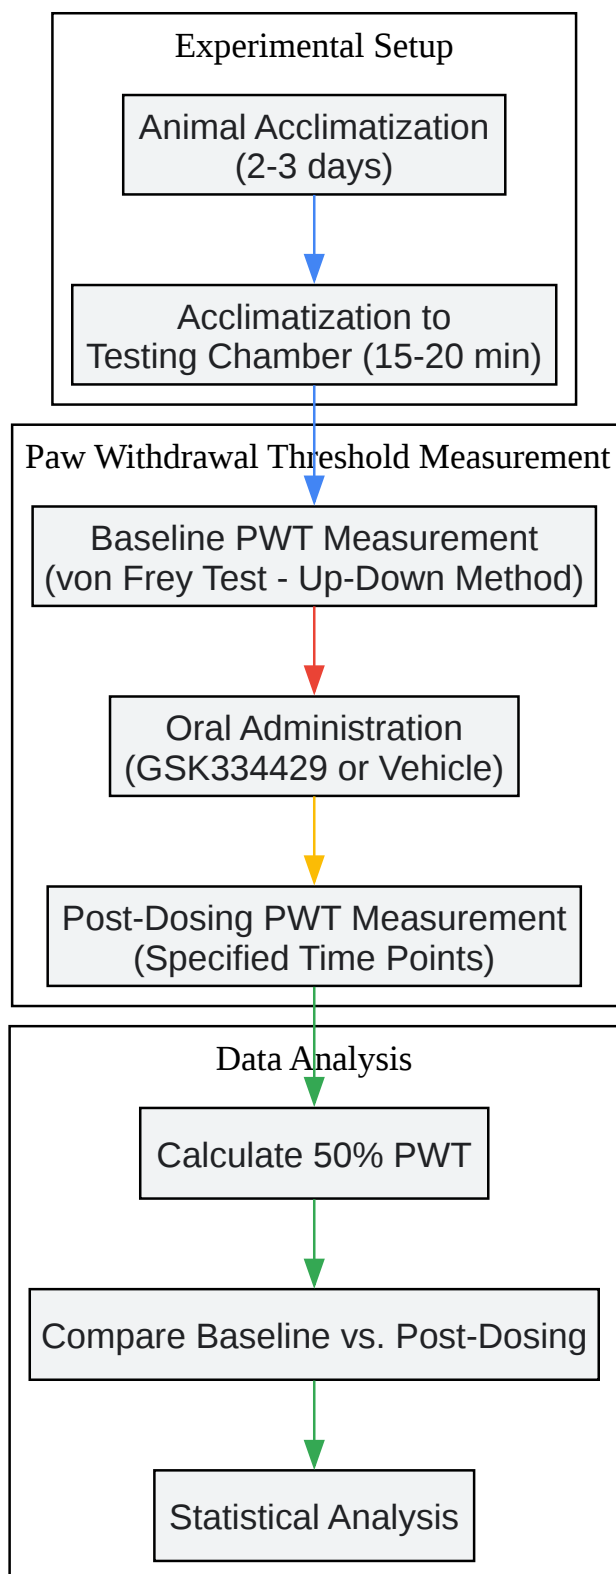 Experimental Setup
Animal Acclimatization
(2-3 days)
Acclimatization to
Testing Chamber (15-20 min)
Paw Withdrawal Threshold Measurement
Baseline PWT Measurement
(von Frey Test - Up-Down Method)
Oral Administration
(GSK334429 or Vehicle)
Post-Dosing PWT Measurement
(Specified Time Points)
Data Analysis
Calculate 50% PWT
Compare Baseline vs. Post-Dosing
Statistical Analysis